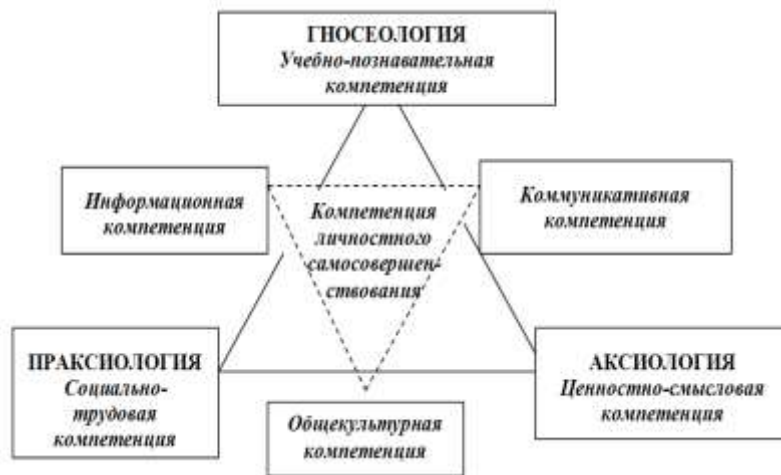 ГНОСЕОЛОГИЯ
Учебно-познавательная
компетенция
Информационная
компетенция
Коммуникативная
компетенция
Компетенция
личностного
самосовершен-
ствования
ПРАКСИОЛОГИЯ
Социально-
трудовая
компетенция
АКСИОЛОГИЯ
Ценностно-смысловая
компетенция
Общекультурная
компетенция